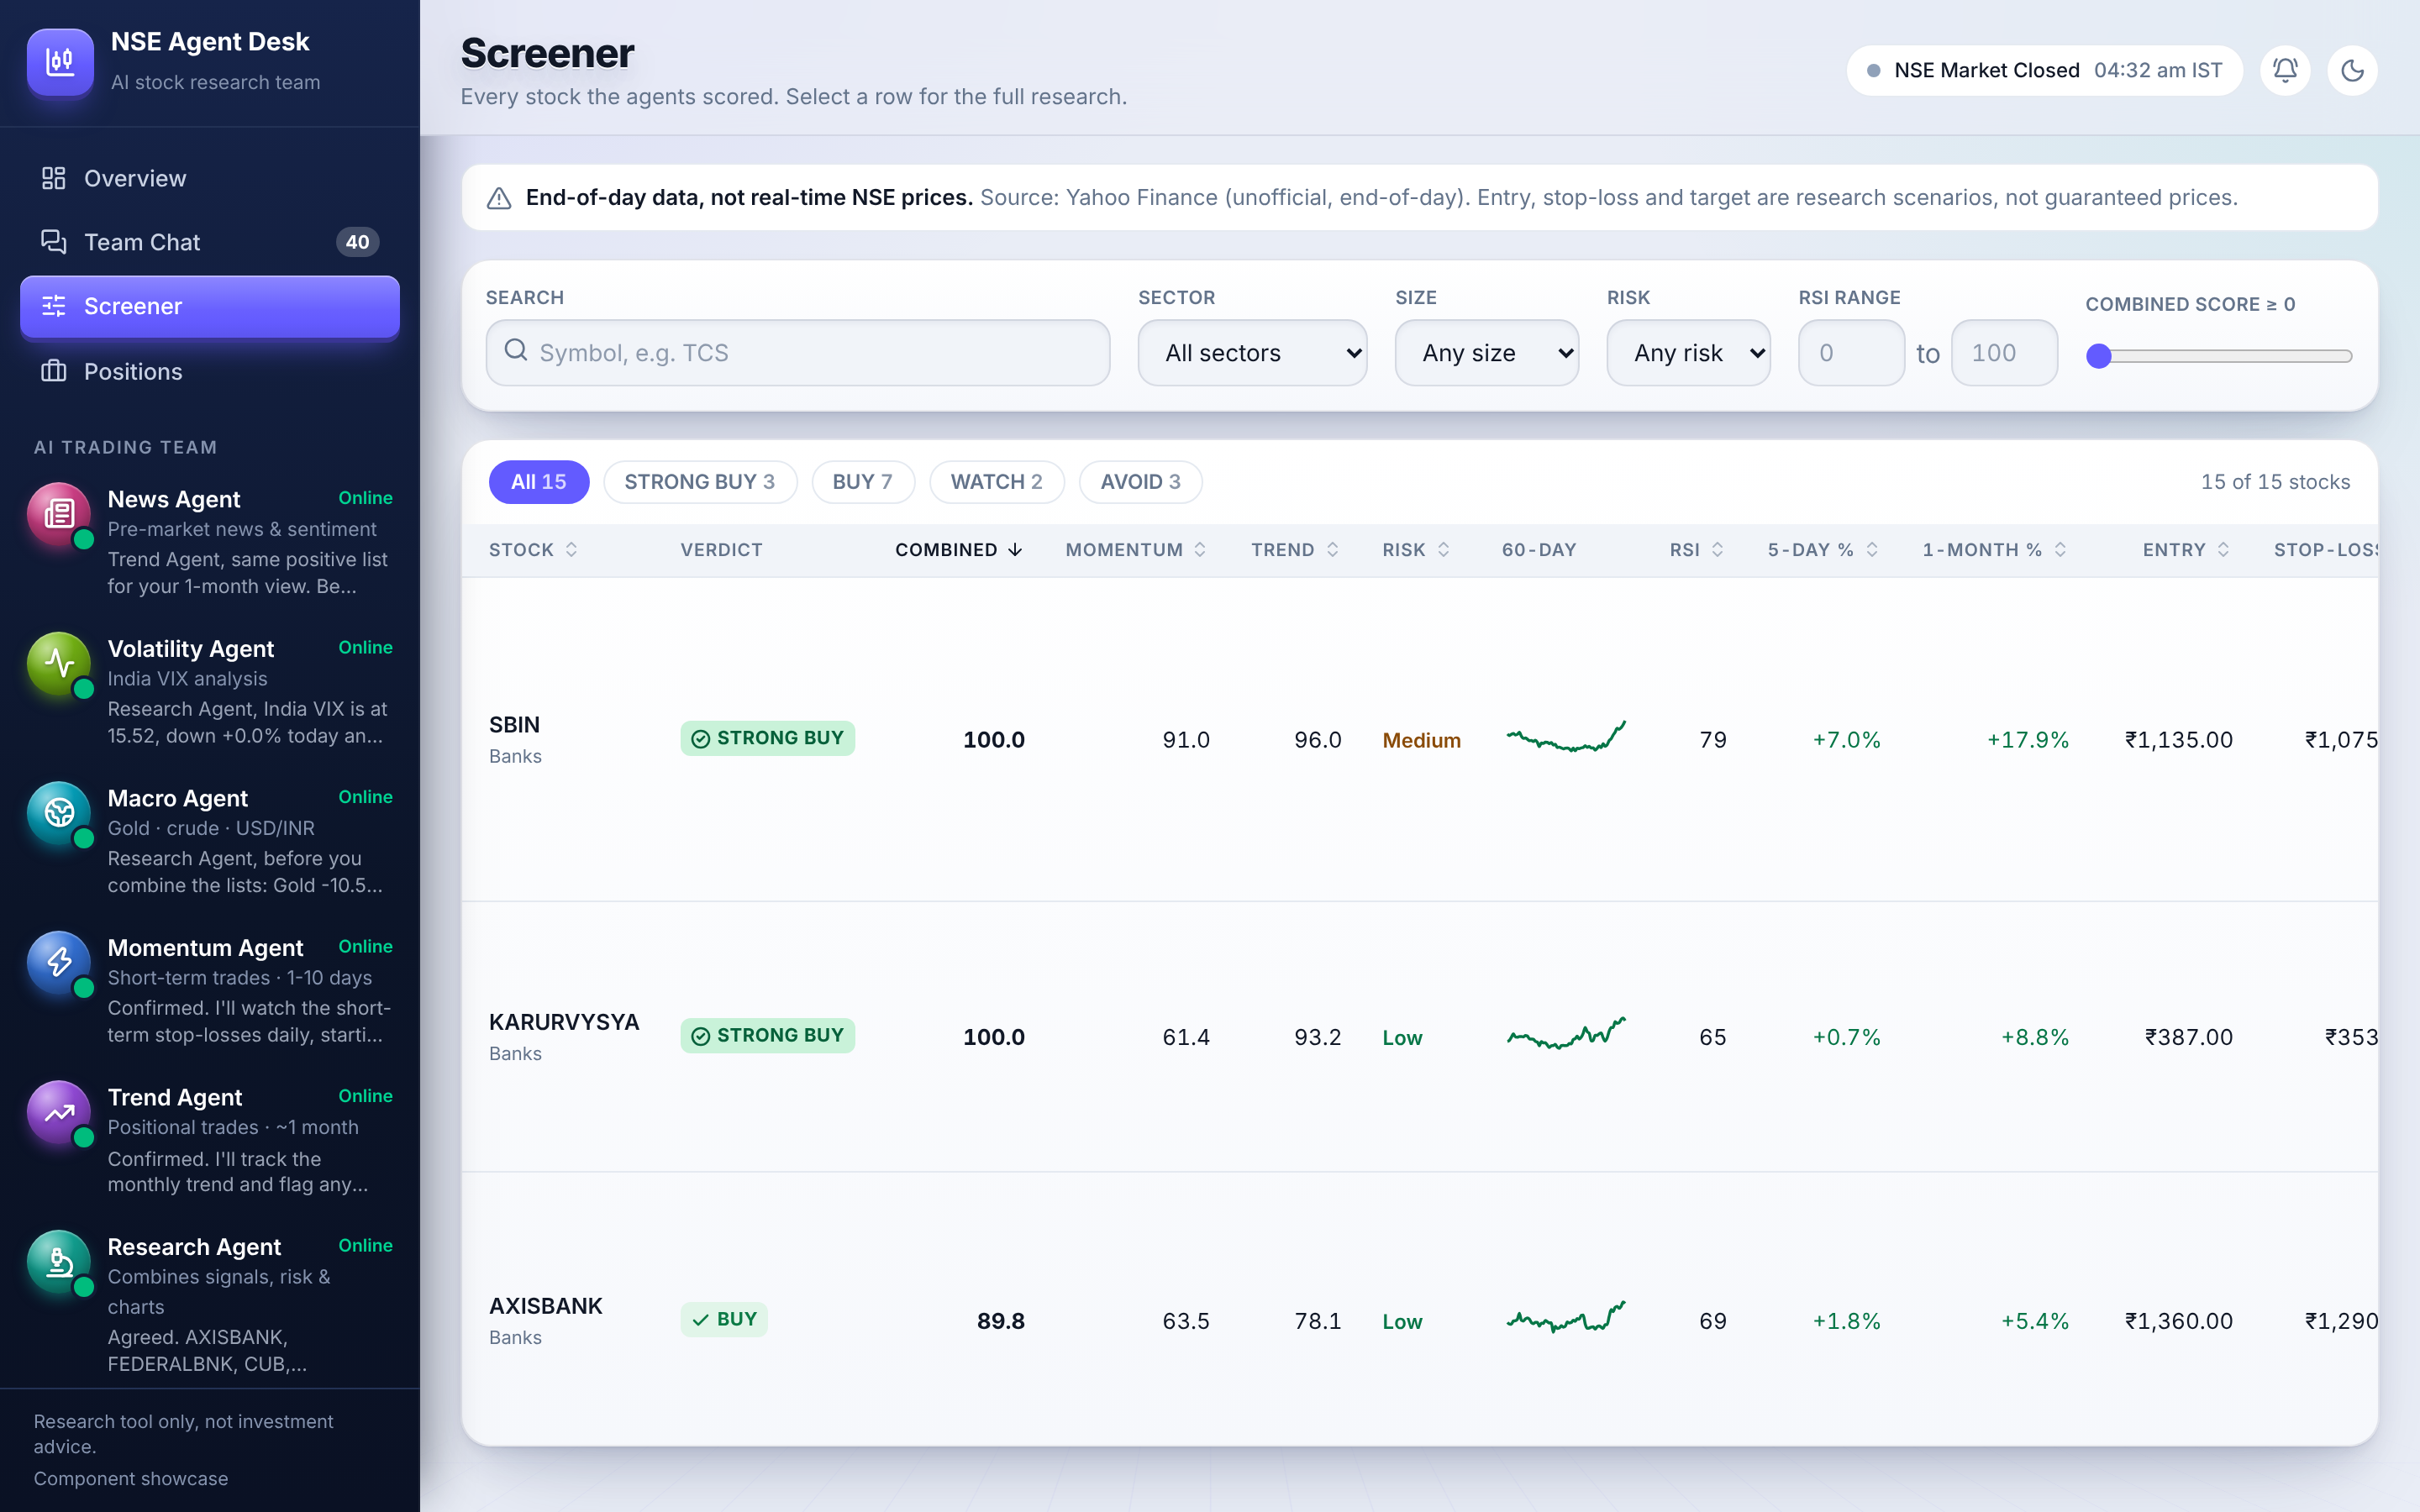 NSE Agent Desk
AI stock research team
Overview
Team Chat 40
Screener
Positions
AI TRADING TEAM
News Agent Online
Pre-market news & sentiment
Trend Agent, same positive list
for your 1-month view. Be...
Volatility Agent Online
India VIX analysis
Research Agent, India VIX is at
15.52, down +0.0% today an...
Macro Agent Online
Gold · crude · USD/INR
Research Agent, before you
combine the lists: Gold -10.5...
Momentum Agent Online
Short-term trades · 1-10 days
Confirmed. I'll watch the short-
term stop-losses daily, starti...
Trend Agent Online
Positional trades · ~1 month
Confirmed. I'll track the
monthly trend and flag any...
Research Agent Online
Combines signals, risk &
charts
Agreed. AXISBANK,
FEDERALBNK, CUB,...
Research tool only, not investment
advice.
Component showcase
Screener
Every stock the agents scored. Select a row for the full research.
NSE Market Closed 04:32 am IST
End-of-day data, not real-time NSE prices. Source: Yahoo Finance (unofficial, end-of-day). Entry, stop-loss and target are research scenarios, not guaranteed prices.
SEARCH SECTOR SIZE RISK RSI RANGE COMBINED SCORE ≥ 0
Symbol, e.g. TCS All sectors Any size Any risk 0 to 100
All 15 STRONG BUY 3 BUY 7 WATCH 2 AVOID 3 15 of 15 stocks
STOCK VERDICT COMBINED MOMENTUM TREND RISK 60-DAY RSI 5-DAY % 1-MONTH % ENTRY STOP-LOSS
SBIN STRONG BUY 100.0 91.0 96.0 Medium 79 +7.0% +17.9% ₹1,135.00 ₹1,075
Banks
KARURVYSYA STRONG BUY 100.0 61.4 93.2 Low 65 +0.7% +8.8% ₹387.00 ₹353
Banks
AXISBANK BUY 89.8 63.5 78.1 Low 69 +1.8% +5.4% ₹1,360.00 ₹1,290
Banks